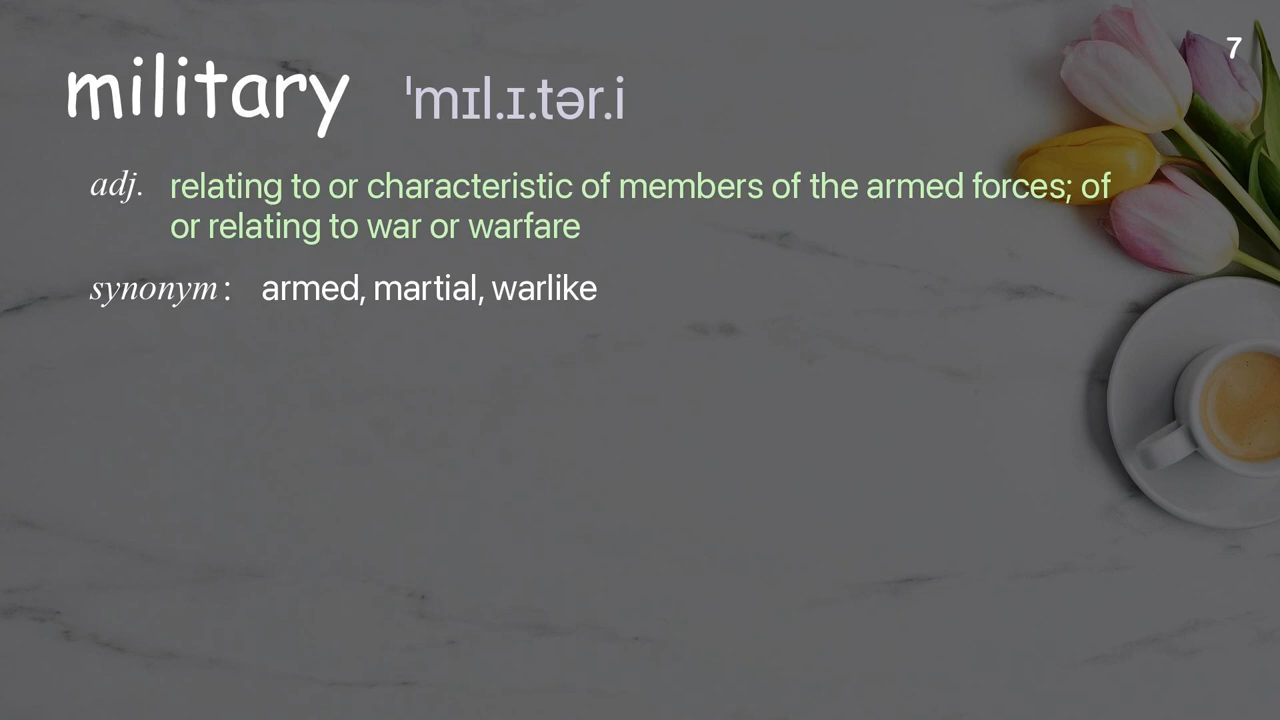 7
military ˈmɪl.ɪ.tər.i
adj. relating to or characteristic of members of the armed forces; of
or relating to war or warfare
synonym: armed, martial, warlike